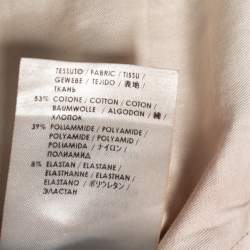 TESSUTO / FABRIC / TISSU /
GEWEBE / TEJIDO / 表地 /
ТКАНЬ
53% COTONE / COTTON / COTON /
BAUMWOLLE / ALGODON / 綿 /
ХЛОПОК
39% POLIAMMIDE / POLYAMIDE
/ POLYAMIDE / POLYAMID /
POLIAMIDA / ナイロン /
ПОЛИАМИД
8% ELASTAN / ELASTANE /
ELASTHANNE / ELASTHAN /
ELASTANO / ポリウレタン /
ЭЛАСТАН